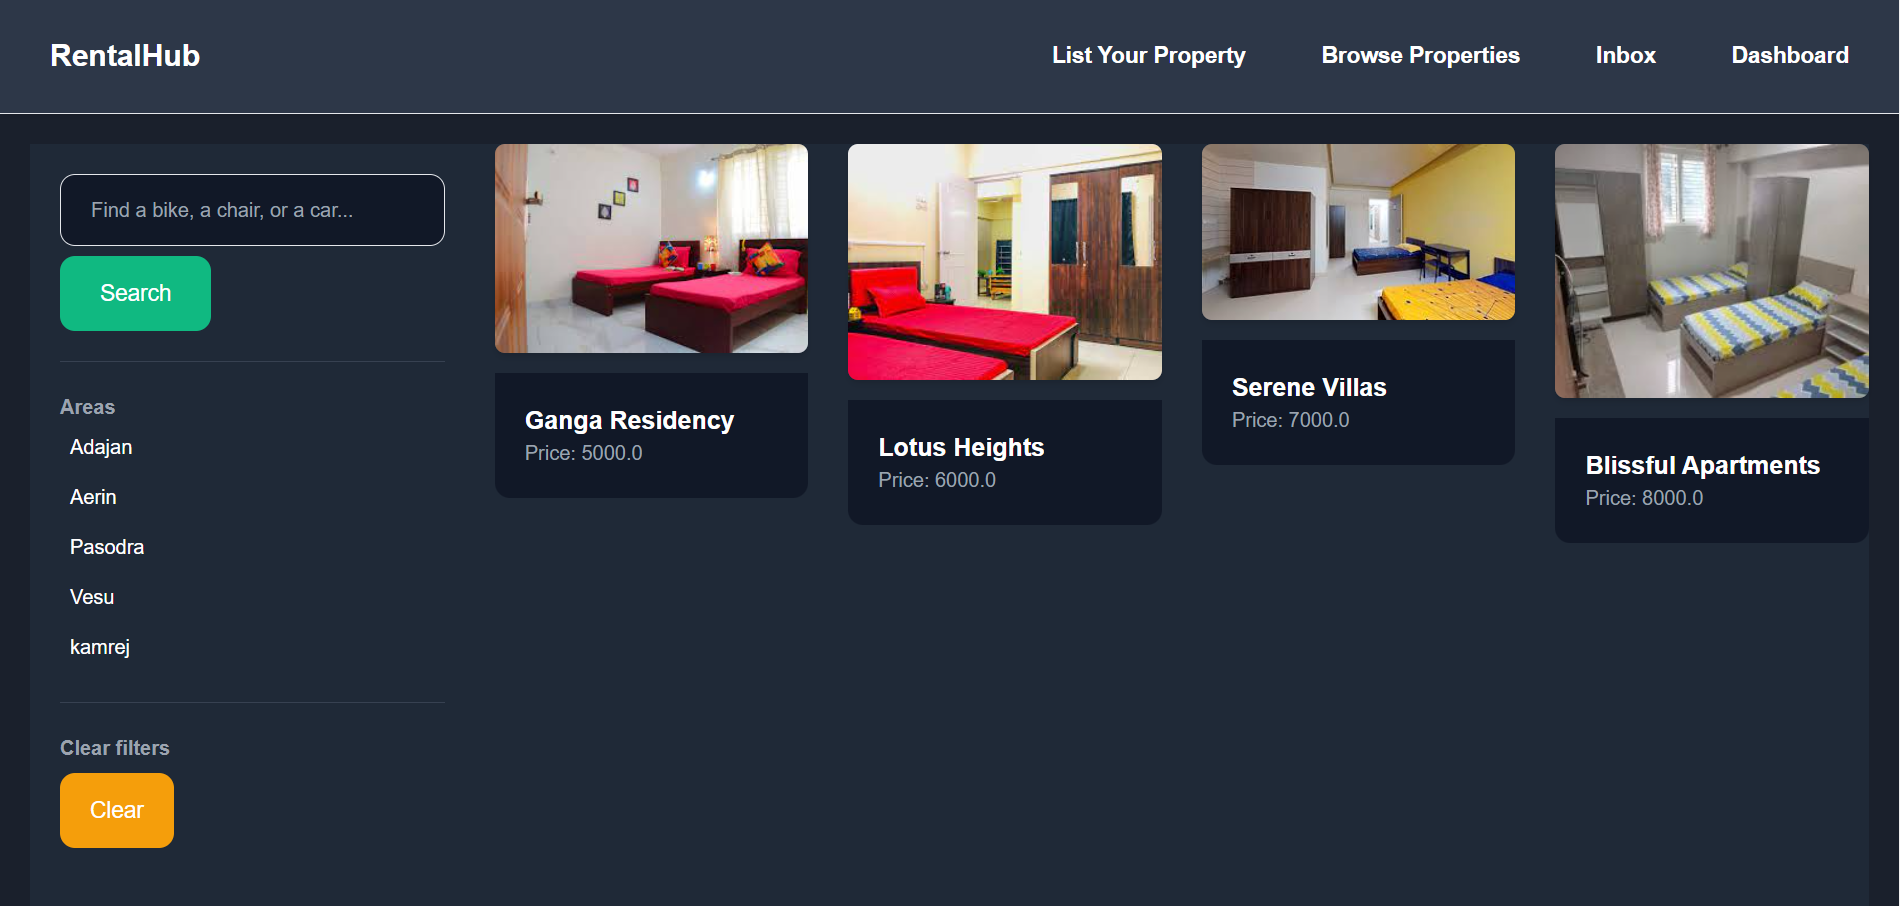 RentalHub
List Your Property
Browse Properties
Inbox
Dashboard
Find a bike, a chair, or a car...
Search
Areas
Adajan
Aerin
Pasodra
Vesu
kamrej
Clear filters
Clear
Ganga Residency
Price: 5000.0
Lotus Heights
Price: 6000.0
Serene Villas
Price: 7000.0
Blissful Apartments
Price: 8000.0